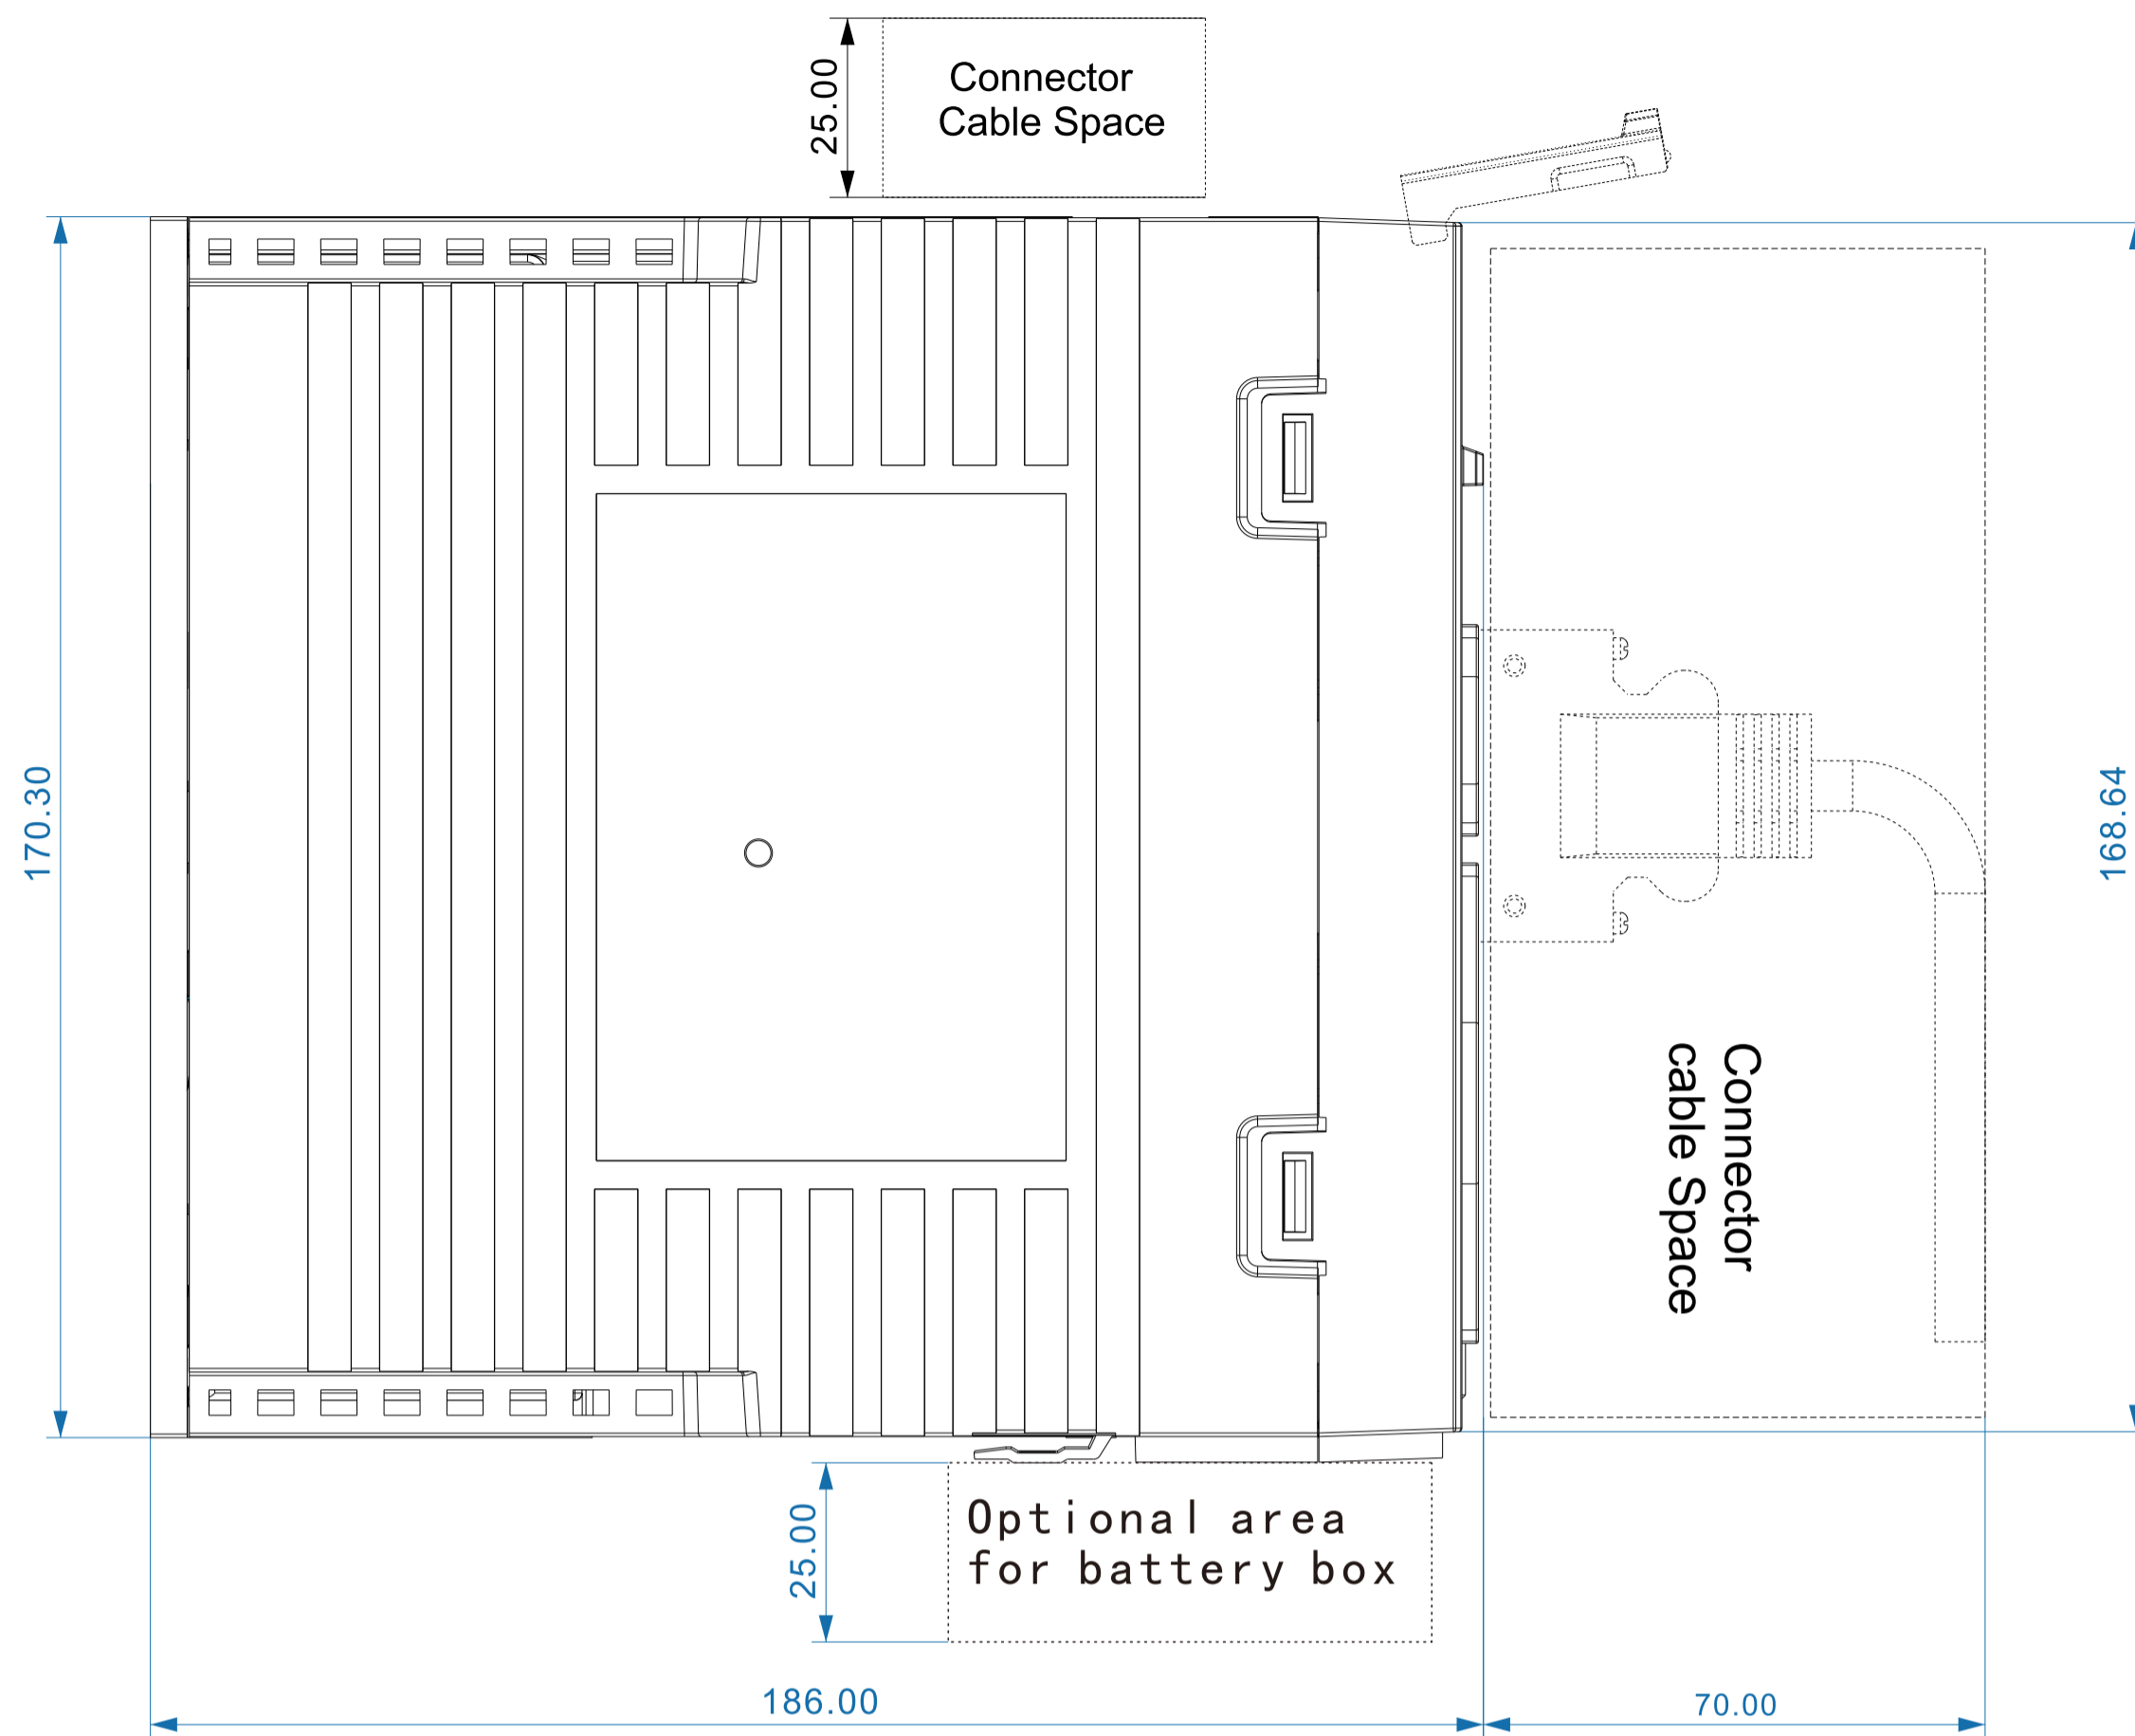 25.00
Connector
Cable Space
170.30
168.64
Connector
cable Space
25.00
Optional area
for battery box
186.00
70.00